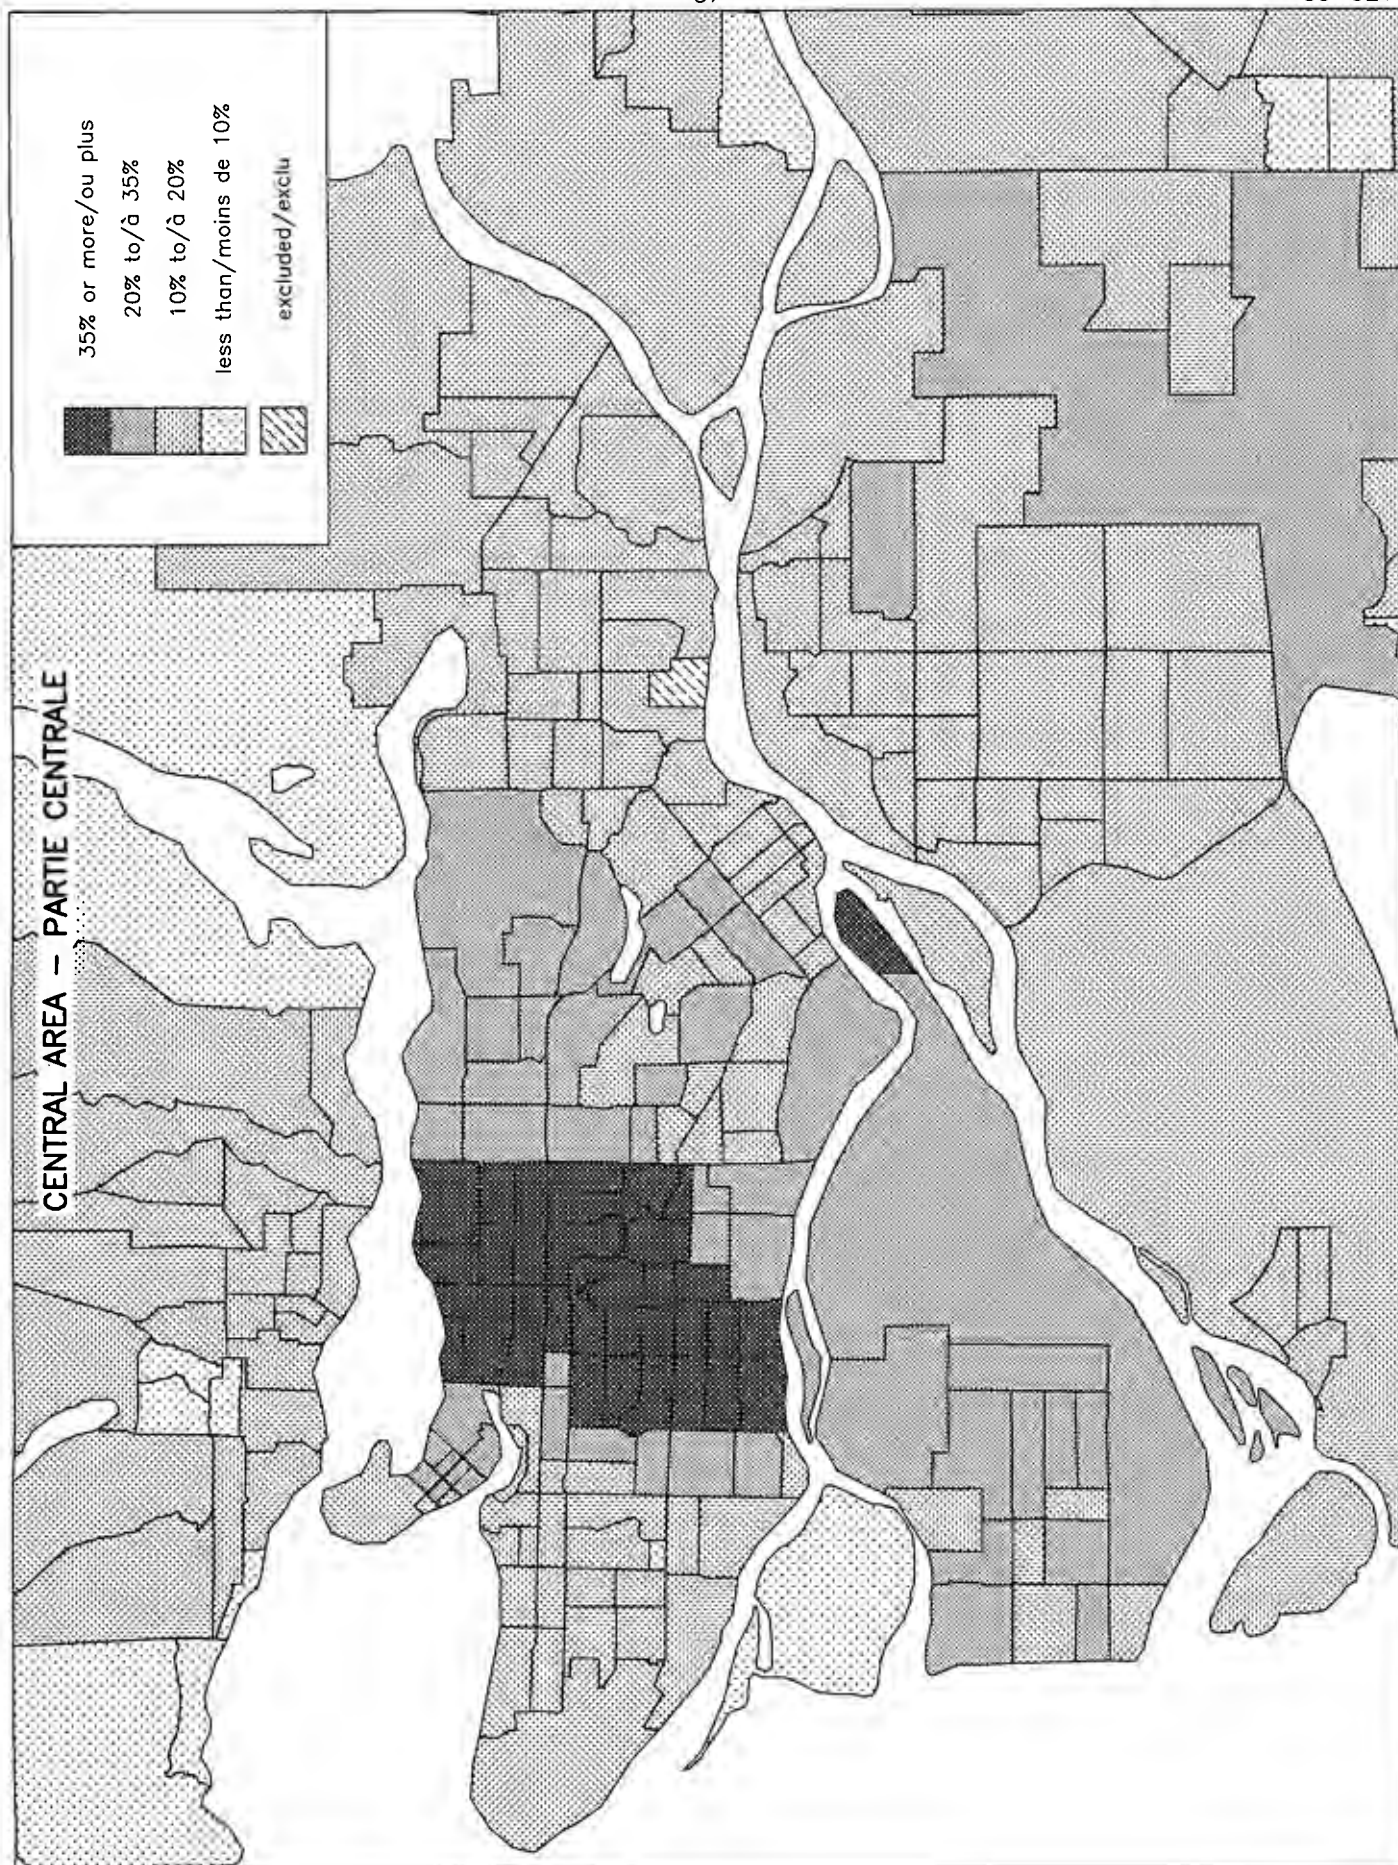 CENTRAL AREA – PARTIE CENTRALE
35% or more/ou plus
20% to/à 35%
10% to/à 20%
less than/moins de 10%
excluded/exclu